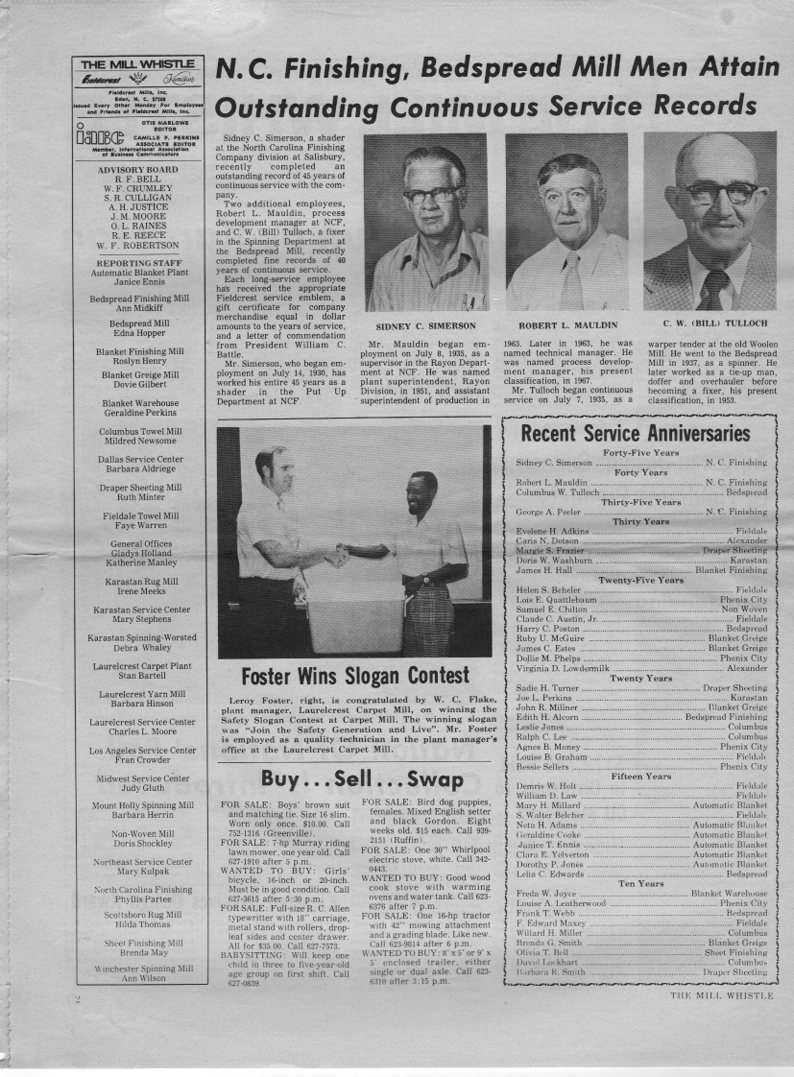 THE MILL WHISTLE
Fieldcrest
Karastan
Fieldcrest Mills, Inc.
Eden, N. C. 27288
Issued Every Other Monday For Employees
and Friends of Fieldcrest Mills, Inc.
iabc
OTIS MARLOWE
EDITOR
CAMILLE P. PERKINS
ASSOCIATE EDITOR
Member, International Association
of Business Communicators
ADVISORY BOARD
R. F. BELL
W. F. CRUMLEY
S. R. CULLIGAN
A. H. JUSTICE
J. M. MOORE
O. L. RAINES
R. E. REECE
W. F. ROBERTSON
REPORTING STAFF
Automatic Blanket Plant
Janice Ennis
Bedspread Finishing Mill
Ann Midkiff
Bedspread Mill
Edna Hopper
Blanket Finishing Mill
Roslyn Henry
Blanket Greige Mill
Dovie Gilbert
Blanket Warehouse
Geraldine Perkins
Columbus Towel Mill
Mildred Newsome
Dallas Service Center
Barbara Aldriege
Draper Sheeting Mill
Ruth Minter
Fieldale Towel Mill
Faye Warren
General Offices
Gladys Holland
Katherine Manley
Karastan Rug Mill
Irene Meeks
Karastan Service Center
Mary Stephens
Karastan Spinning-Worsted
Debra Whaley
Laurelcrest Carpet Plant
Stan Bartell
Laurelcrest Yarn Mill
Barbara Hinson
Laurelcrest Service Center
Charles L. Moore
Los Angeles Service Center
Fran Crowder
Midwest Service Center
Judy Gluth
Mount Holly Spinning Mill
Barbara Herrin
Non-Woven Mill
Doris Shockley
Northeast Service Center
Mary Kulpak
North Carolina Finishing
Phyllis Partee
Scottsboro Rug Mill
Hilda Thomas
Sheet Finishing Mill
Brenda May
Winchester Spinning Mill
Ann Wilson
N. C. Finishing, Bedspread Mill Men Attain
Outstanding Continuous Service Records
Sidney C. Simerson, a shader
at the North Carolina Finishing
Company division at Salisbury,
recently completed an
outstanding record of 45 years of
continuous service with the com-
pany.
Two additional employees,
Robert L. Mauldin, process
development manager at NCF,
and C. W. (Bill) Tulloch, a fixer
in the Spinning Department at
the Bedspread Mill, recently
completed fine records of 40
years of continuous service.
Each long-service employee
has received the appropriate
Fieldcrest service emblem, a
gift certificate for company
merchandise equal in dollar
amounts to the years of service,
and a letter of commendation
from President William C.
Battle.
Mr. Simerson, who began em-
ployment on July 14, 1930, has
worked his entire 45 years as a
shader in the Put Up
Department at NCF.
SIDNEY C. SIMERSON
ROBERT L. MAULDIN
C. W. (BILL) TULLOCH
Mr. Mauldin began em-
ployment on July 8, 1935, as a
supervisor in the Rayon Depart-
ment at NCF. He was named
plant superintendent, Rayon
Division, in 1951, and assistant
superintendent of production in
1963. Later in 1963, he was
named technical manager. He
was named process develop-
ment manager, his present
classification, in 1967.
Mr. Tulloch began continuous
service on July 7, 1935, as a
warper tender at the old Woolen
Mill. He went to the Bedspread
Mill in 1937, as a spinner. He
later worked as a tie-up man,
doffer and overhauler before
becoming a fixer, his present
classification, in 1953.
Foster Wins Slogan Contest
Leroy Foster, right, is congratulated by W. C. Flake,
plant manager, Laurelcrest Carpet Mill, on winning the
Safety Slogan Contest at Carpet Mill. The winning slogan
was "Join the Safety Generation and Live". Mr. Foster
is employed as a quality technician in the plant manager's
office at the Laurelcrest Carpet Mill.
Buy...Sell...Swap
FOR SALE: Boys' brown suit
and matching tie. Size 16 slim.
Worn only once. $10.00. Call
752-1316 (Greenville).
FOR SALE: 7-hp Murray riding
lawn mower, one year old. Call
627-1910 after 5 p.m.
WANTED TO BUY: Girls'
bicycle, 16-inch or 20-inch.
Must be in good condition. Call
627-3615 after 5:30 p.m.
FOR SALE: Full-size R. C. Allen
typewriter with 18" carriage,
metal stand with rollers, drop-
leaf sides and center drawer.
All for $35.00. Call 627-7573.
BABYSITTING: Will keep one
child in three to five-year-old
age group on first shift. Call
627-0839.
FOR SALE: Bird dog puppies,
females. Mixed English setter
and black Gordon. Eight
weeks old. $15 each. Call 939-
2151 (Ruffin).
FOR SALE: One 30" Whirlpool
electric stove, white. Call 342-
0443.
WANTED TO BUY: Good wood
cook stove with warming
ovens and water tank. Call 623-
6376 after 7 p.m.
FOR SALE: One 16-hp tractor
with 42" mowing attachment
and a grading blade. Like new.
Call 623-9814 after 6 p.m.
WANTED TO BUY: 8' x 5' or 9' x
5' enclosed trailer, either
single or dual axle. Call 623-
6310 after 3:15 p.m.
Recent Service Anniversaries
Forty-Five Years
Sidney C. Simerson N. C. Finishing
Forty Years
Robert L. Mauldin N. C. Finishing
Columbus W. Tulloch Bedspread
Thirty-Five Years
George A. Peeler N. C. Finishing
Thirty Years
Evelene H. Adkins Fieldale
Caris N. Dotson Alexander
Margie S. Frazier Draper Sheeting
Doris W. Washburn Karastan
James H. Hall Blanket Finishing
Twenty-Five Years
Helen S. Beheler Fieldale
Lois E. Quattlebaum Phenix City
Samuel E. Chilton Non Woven
Claude C. Austin, Jr. Fieldale
Harry C. Poston Bedspread
Ruby U. McGuire Blanket Greige
James C. Estes Blanket Greige
Dollie M. Phelps Phenix City
Virginia D. Lowdermilk Alexander
Twenty Years
Sadie H. Turner Draper Sheeting
Joe L. Perkins Karastan
John R. Milner Blanket Greige
Edith H. Alcorn Bedspread Finishing
Leslie Jones Columbus
Ralph C. Lee Columbus
Agnes B. Money Phenix City
Louise B. Graham Fieldale
Bessie Sellers Phenix City
Fifteen Years
Demris W. Holt Fieldale
William D. Law Fieldale
Mary H. Millard Automatic Blanket
S. Walter Belcher Fieldale
Neta H. Adams Automatic Blanket
Geraldine Cooke Automatic Blanket
Janice T. Ennis Automatic Blanket
Clara E. Yelverton Automatic Blanket
Dorothy P. Jones Automatic Blanket
Lelia C. Edwards Bedspread
Ten Years
Freda W. Joyce Blanket Warehouse
Louise A. Leatherwood Phenix City
Frank T. Webb Bedspread
F. Edward Maxey Fieldale
Willard H. Miller Columbus
Brenda G. Smith Blanket Greige
Olivia T. Bell Sheet Finishing
David Lockhart Columbus
Barbara R. Smith Draper Sheeting
2
THE MILL WHISTLE